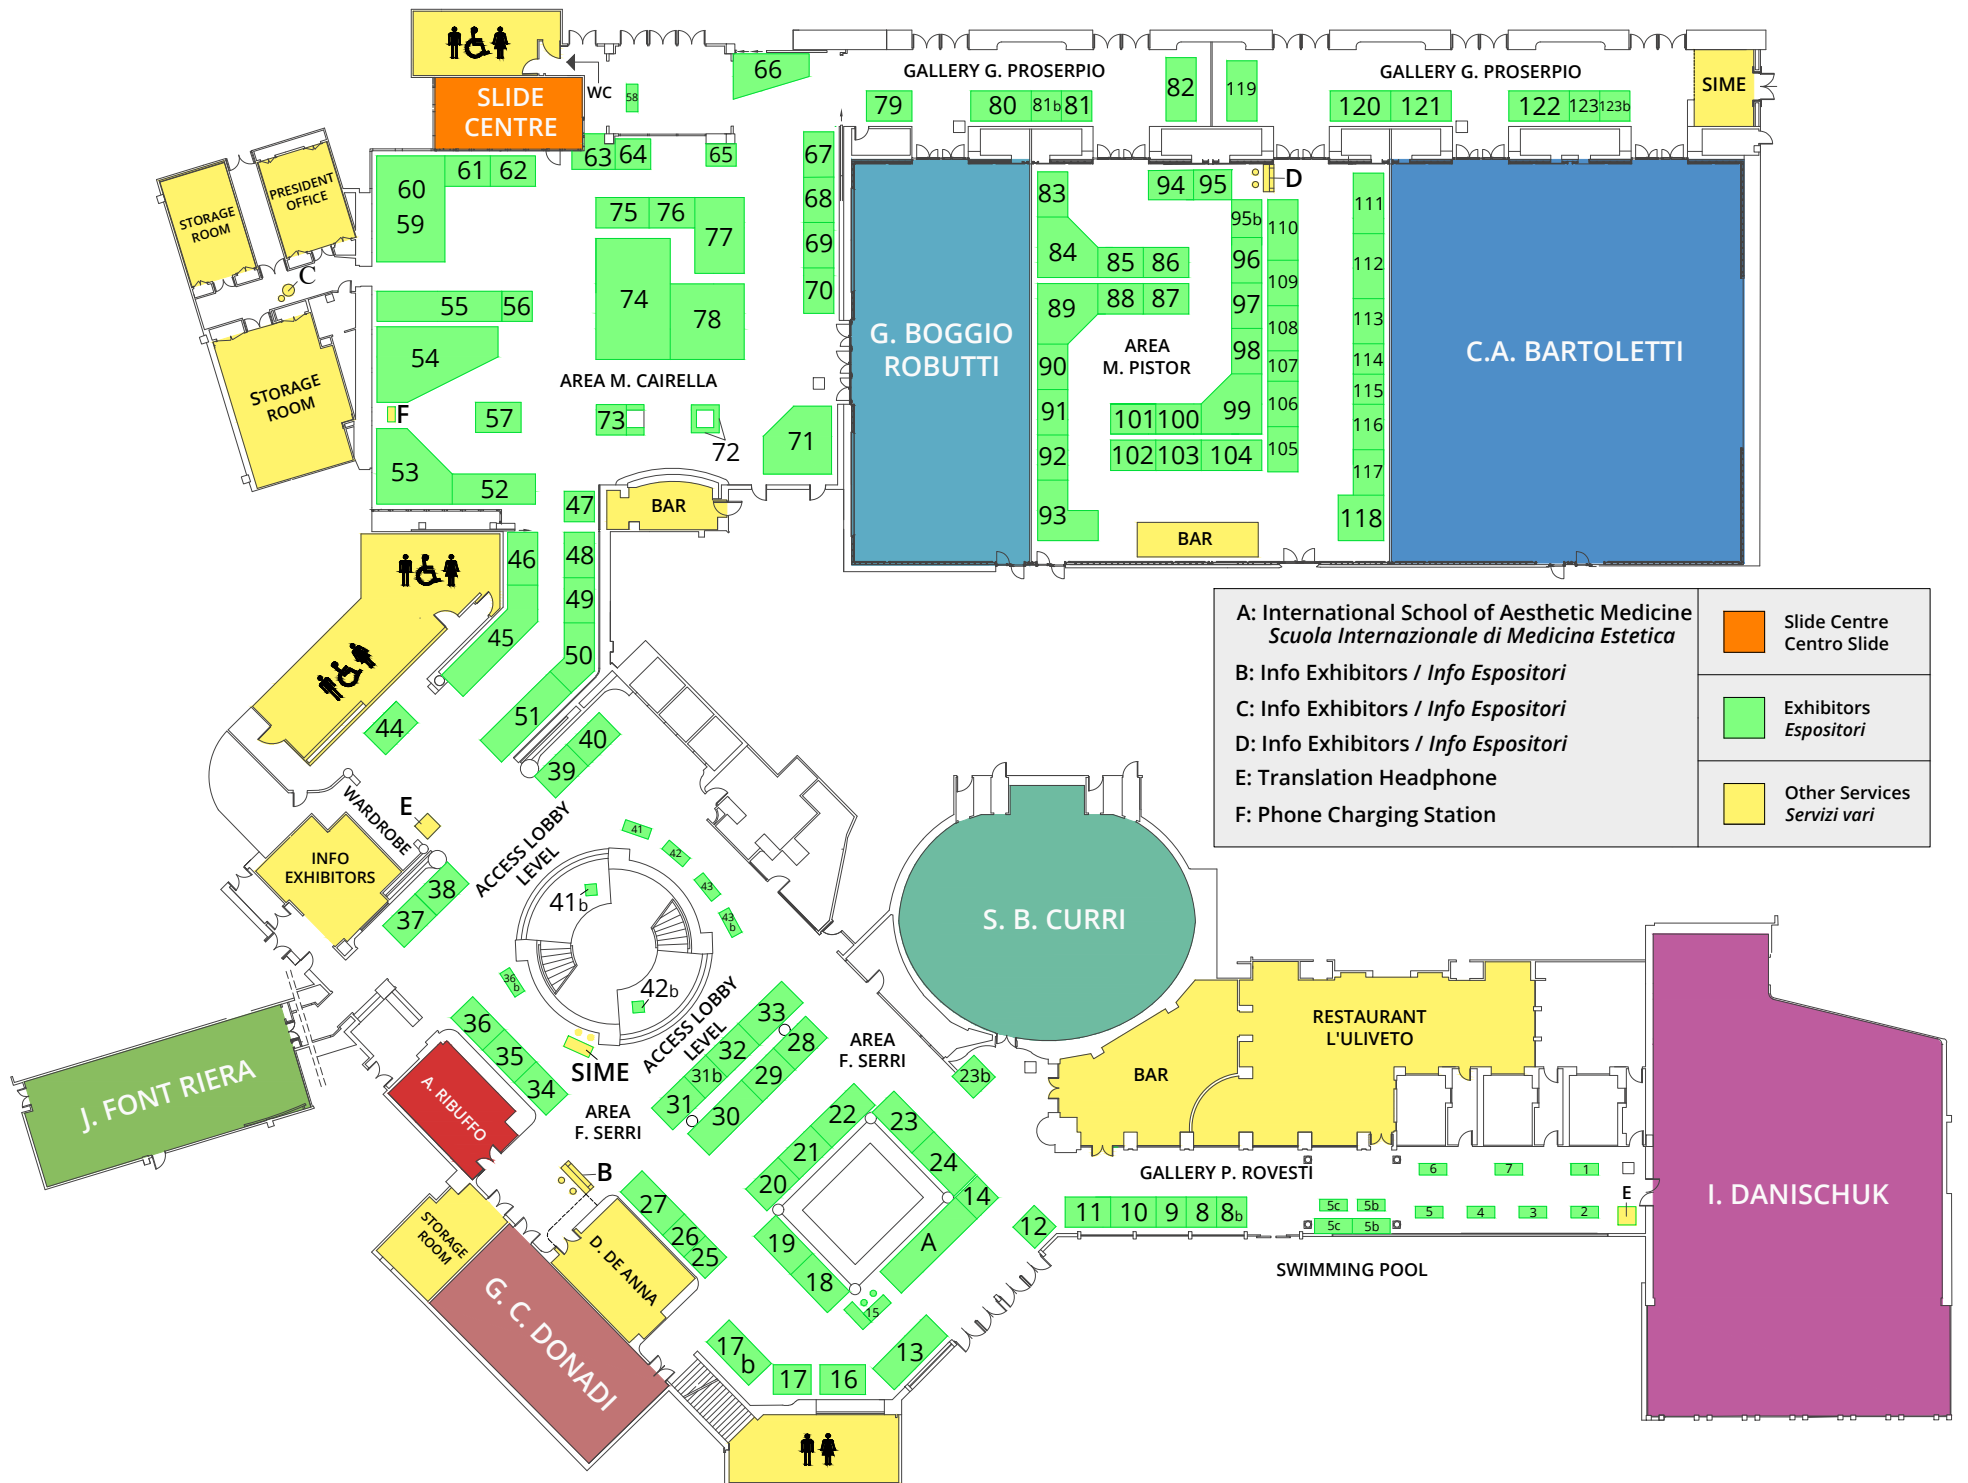 SLIDE
CENTRE
WC
58
66
GALLERY G. PROSERPIO
79
80
81b
81
82
119
GALLERY G. PROSERPIO
120
121
122
123
123b
SIME
STORAGE
ROOM
PRESIDENT
OFFICE
C
STORAGE
ROOM
60
59
61
62
63
64
65
67
68
69
70
75
76
77
74
78
55
56
54
F
57
53
52
AREA M. CAIRELLA
73
72
71
BAR
G. BOGGIO
ROBUTTI
83
84
85
86
89
88
87
90
91
92
93
AREA
M. PISTOR
94
95
D
95b
96
97
98
99
101
100
102
103
104
110
109
108
107
106
105
111
112
113
114
115
116
117
118
BAR
C.A. BARTOLETTI
47
46
48
49
45
50
51
44
40
39
A: International School of Aesthetic Medicine
Scuola Internazionale di Medicina Estetica
B: Info Exhibitors / Info Espositori
C: Info Exhibitors / Info Espositori
D: Info Exhibitors / Info Espositori
E: Translation Headphone
F: Phone Charging Station
Slide Centre
Centro Slide
Exhibitors
Espositori
Other Services
Servizi vari
WARDROBE
E
INFO
EXHIBITORS
38
37
ACCESS LOBBY
LEVEL
41
42
43
43
b
41b
42b
36
b
SIME
ACCESS LOBBY
LEVEL
S. B. CURRI
J. FONT RIERA
A. RIBUFFO
36
35
34
33
32
31b
31
28
29
30
AREA
F. SERRI
AREA
F. SERRI
23b
BAR
RESTAURANT
L'ULIVETO
B
STORAGE
ROOM
D. DE ANNA
G. C. DONADI
27
26
25
22
21
20
23
24
14
19
18
A
15
12
13
16
17
17
b
GALLERY P. ROVESTI
11
10
9
8
8b
6
7
1
5c
5b
5c
5b
5
4
3
2
E
SWIMMING POOL
I. DANISCHUK